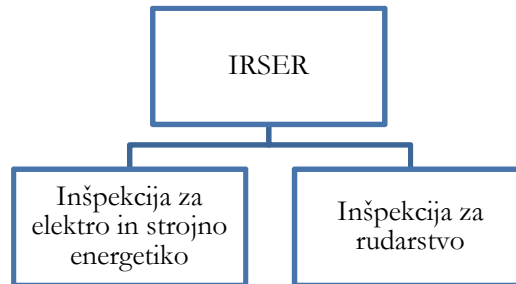 IRSER
Inšpekcija za
elektro in strojno
energetiko
Inšpekcija za
rudarstvo